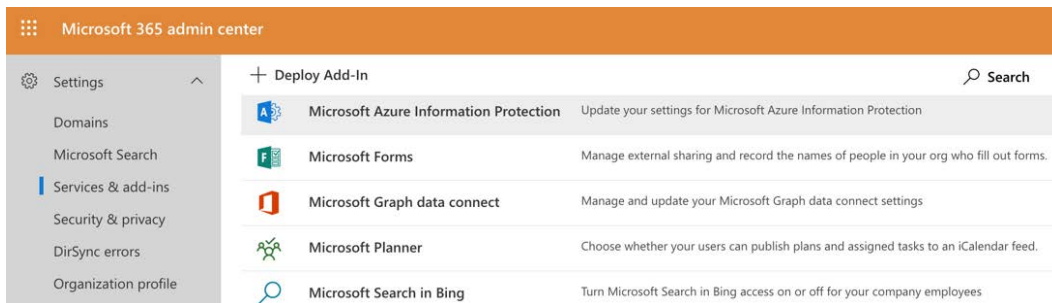 Microsoft 365 admin center
Settings
Domains
Microsoft Search
Services & add-ins
Security & privacy
DirSync errors
Organization profile
Deploy Add-In
Search
Microsoft Azure Information Protection Update your settings for Microsoft Azure Information Protection
Microsoft Forms Manage external sharing and record the names of people in your org who fill out forms.
Microsoft Graph data connect Manage and update your Microsoft Graph data connect settings
Microsoft Planner Choose whether your users can publish plans and assigned tasks to an iCalendar feed.
Microsoft Search in Bing Turn Microsoft Search in Bing access on or off for your company employees